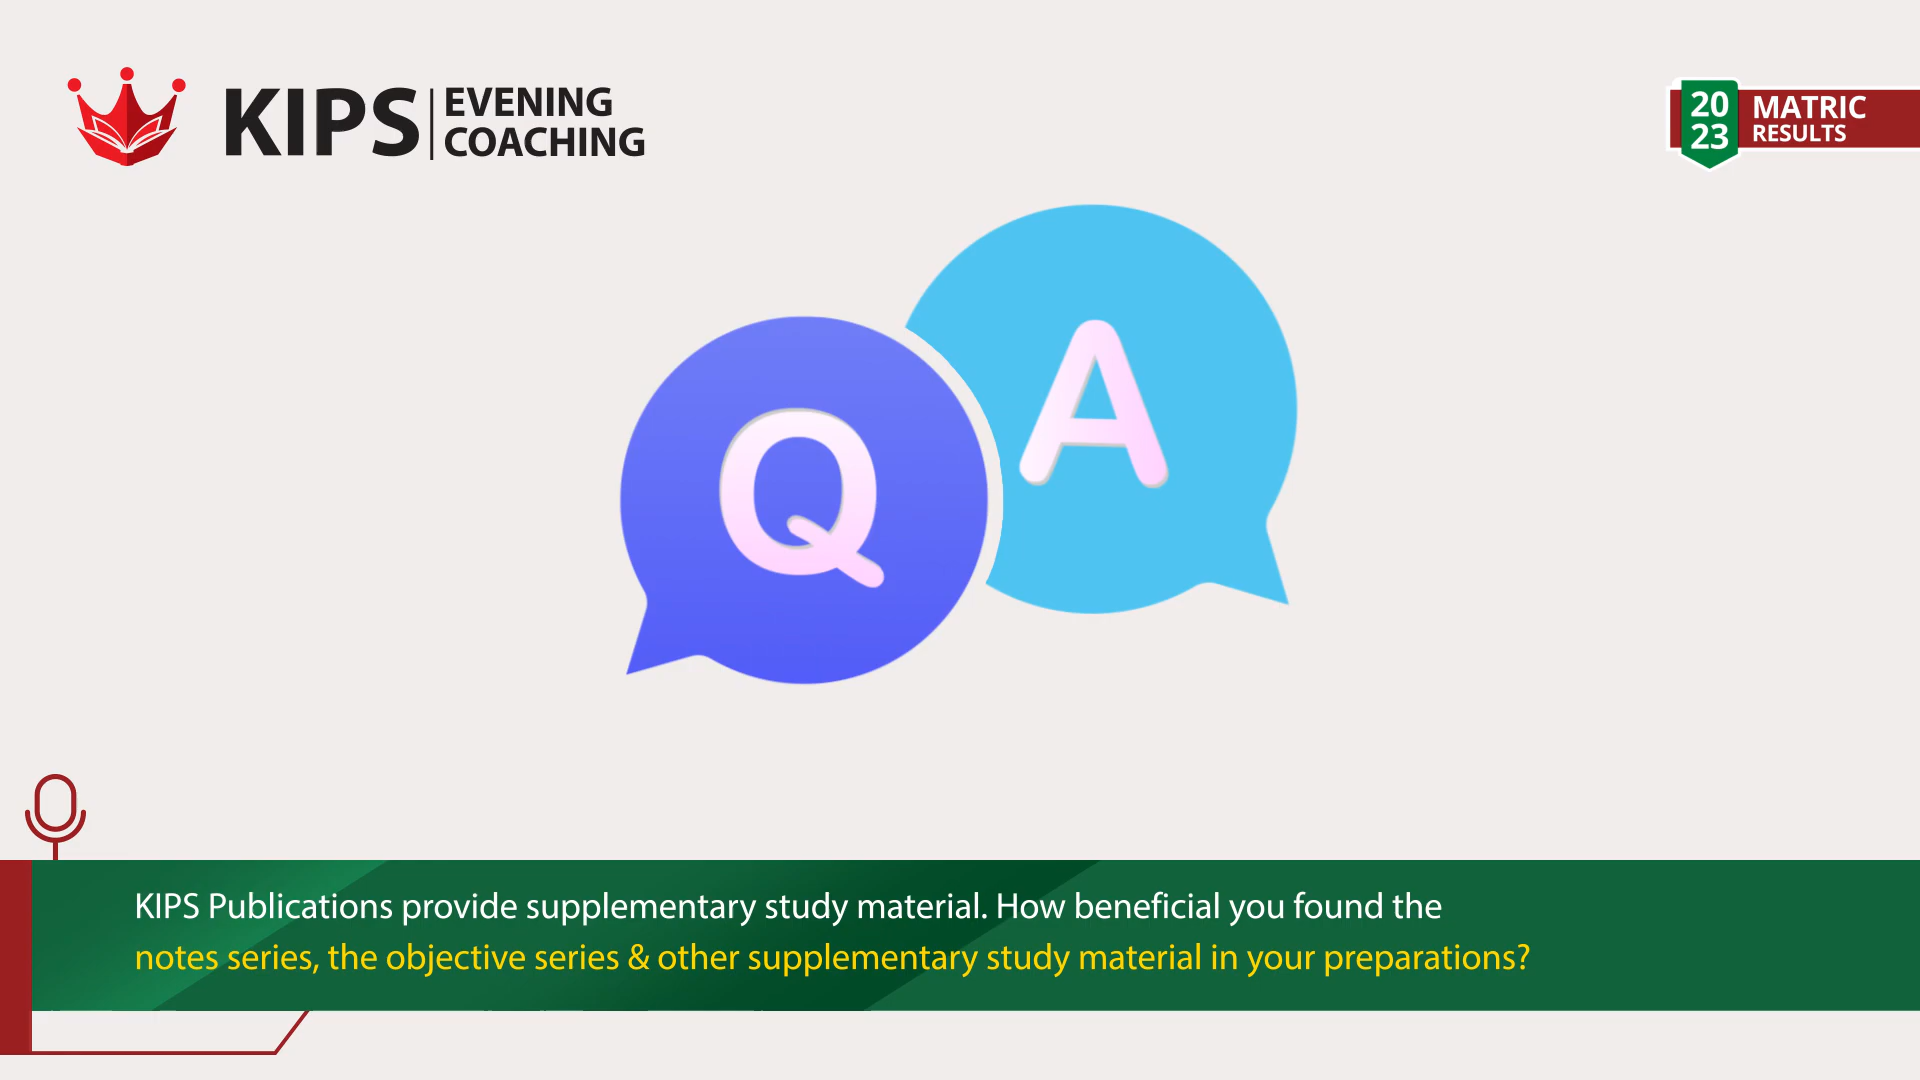 KIPS
EVENING
COACHING
20
23
MATRIC
RESULTS
Q
A
KIPS Publications provide supplementary study material. How beneficial you found the
notes series, the objective series & other supplementary study material in your preparations?